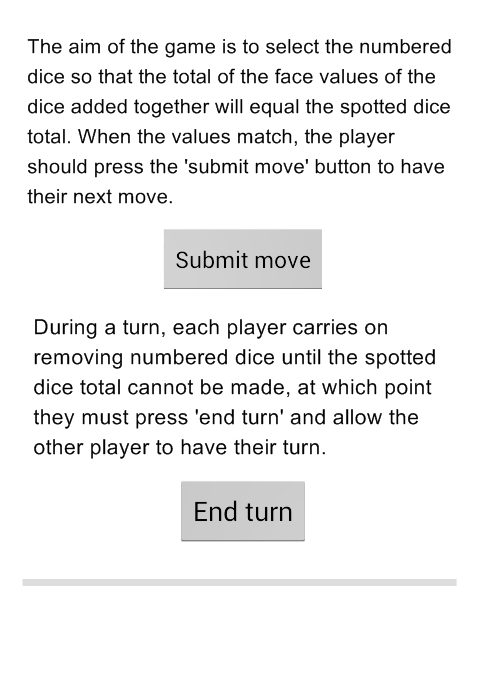 The aim of the game is to select the numbered
dice so that the total of the face values of the
dice added together will equal the spotted dice
total. When the values match, the player
should press the 'submit move' button to have
their next move.
Submit move
During a turn, each player carries on
removing numbered dice until the spotted
dice total cannot be made, at which point
they must press 'end turn' and allow the
other player to have their turn.
End turn